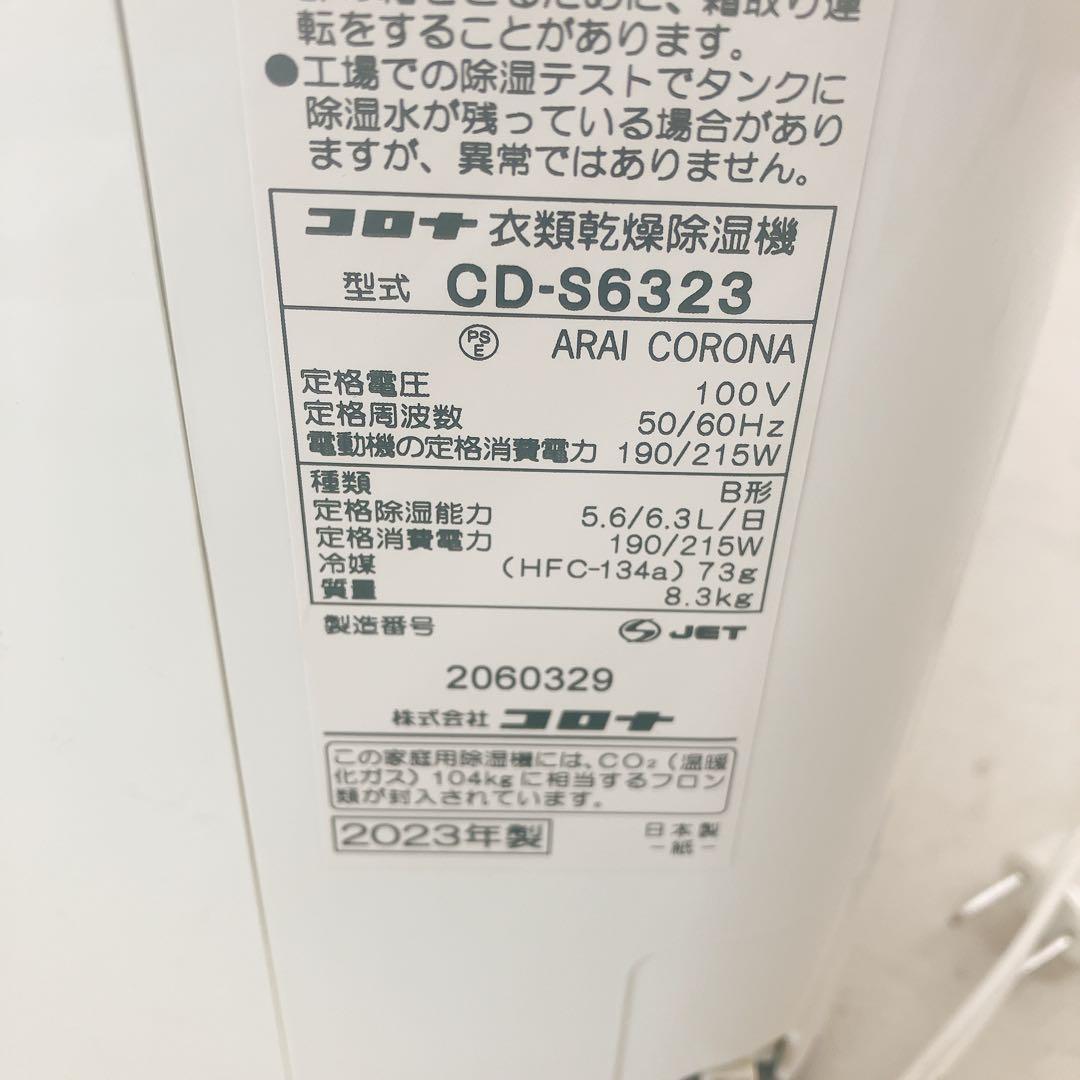 転をすることがあります。
●工場での除湿テストでタンクに
除湿水が残っている場合があり
ますが、異常ではありません。
コロナ 衣類乾燥除湿機
型式 CD-S6323
PS E ARAI CORONA
定格電圧 100V
定格周波数 50/60Hz
電動機の定格消費電力 190/215W
種類 B形
定格除湿能力 5.6/6.3L/日
定格消費電力 190/215W
冷媒 (HFC-134a) 73g
質量 8.3kg
製造番号 JET
2060329
株式会社 コロナ
この家庭用除湿機には、CO₂(温暖
化ガス)104kgに相当するフロン
類が封入されています。
2023年製 日本製
-紙-